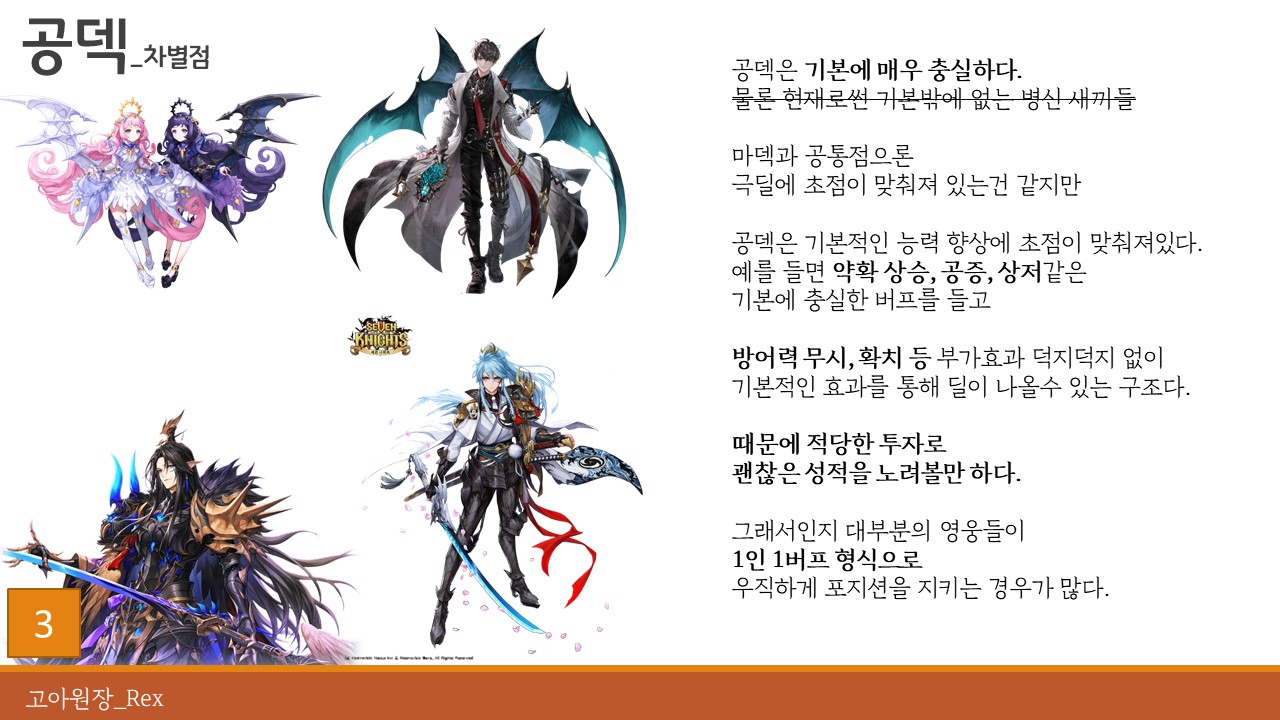 공덱_차별점
공덱은 기본에 매우 충실하다.
물론 현재로썬 기본밖에 없는 병신 새끼들
마덱과 공통점으론
극딜에 초점이 맞춰져 있는건 같지만
공덱은 기본적인 능력 향상에 초점이 맞춰져있다.
예를 들면 약확 상승, 공증, 상저같은
기본에 충실한 버프를 들고
방어력 무시, 확치 등 부가효과 덕지덕지 없이
기본적인 효과를 통해 딜이 나올수 있는 구조다.
때문에 적당한 투자로
괜찮은 성적을 노려볼만 하다.
그래서인지 대부분의 영웅들이
1인 1버프 형식으로
우직하게 포지션을 지키는 경우가 많다.
SEVEN
KNIGHTS
3
All Rights Reserved
고아원장_Rex